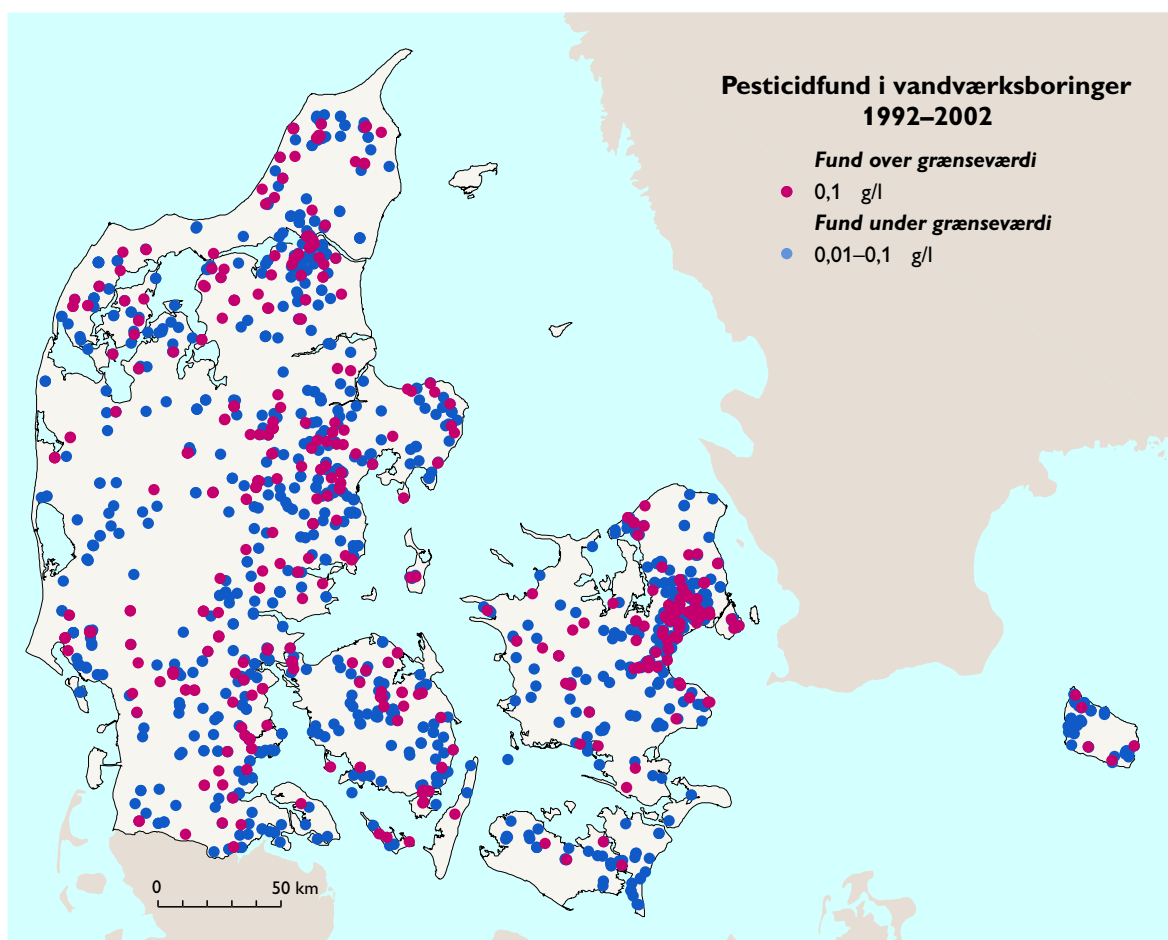 Pesticidfund i vandværksboringer
1992–2002
Fund over grænseværdi
0,1 g/l
Fund under grænseværdi
0,01–0,1 g/l
0 50 km